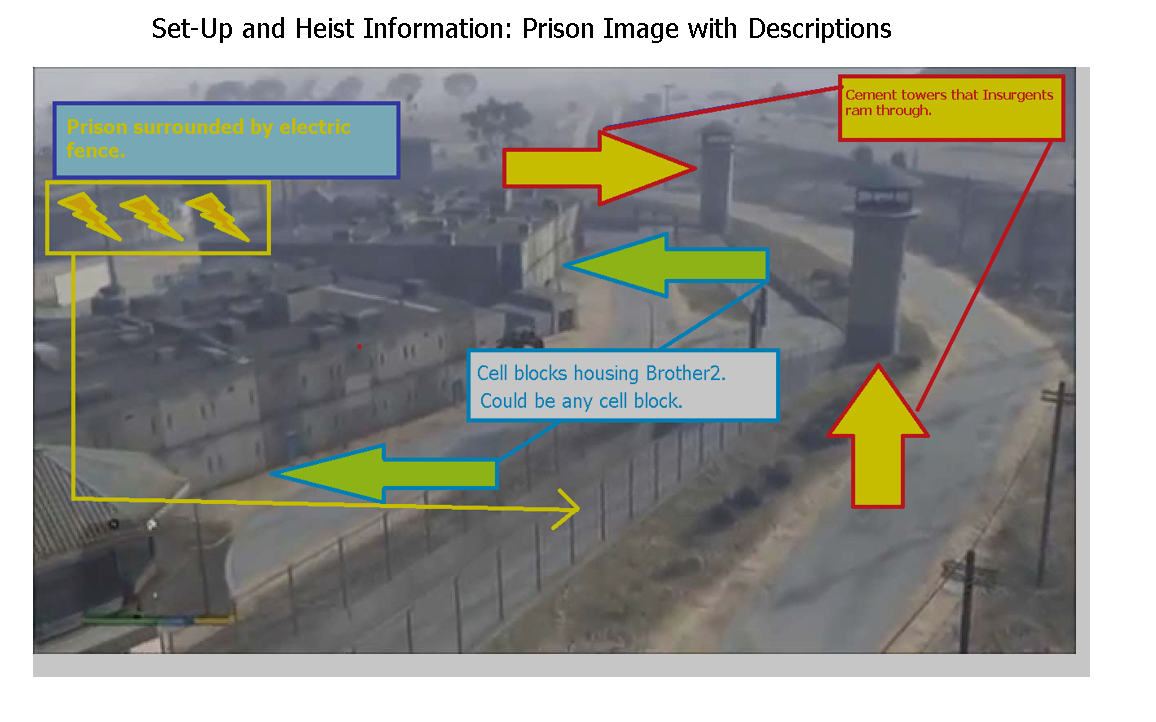 Set-Up and Heist Information: Prison Image with Descriptions
Prison surrounded by electric
fence.
Cement towers that Insurgents
ram through.
Cell blocks housing Brother2.
Could be any cell block.